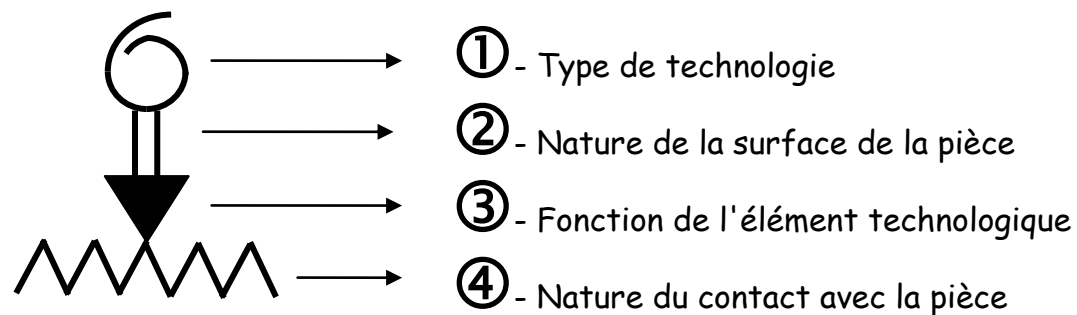 ① - Type de technologie
② - Nature de la surface de la pièce
③ - Fonction de l'élément technologique
④ - Nature du contact avec la pièce